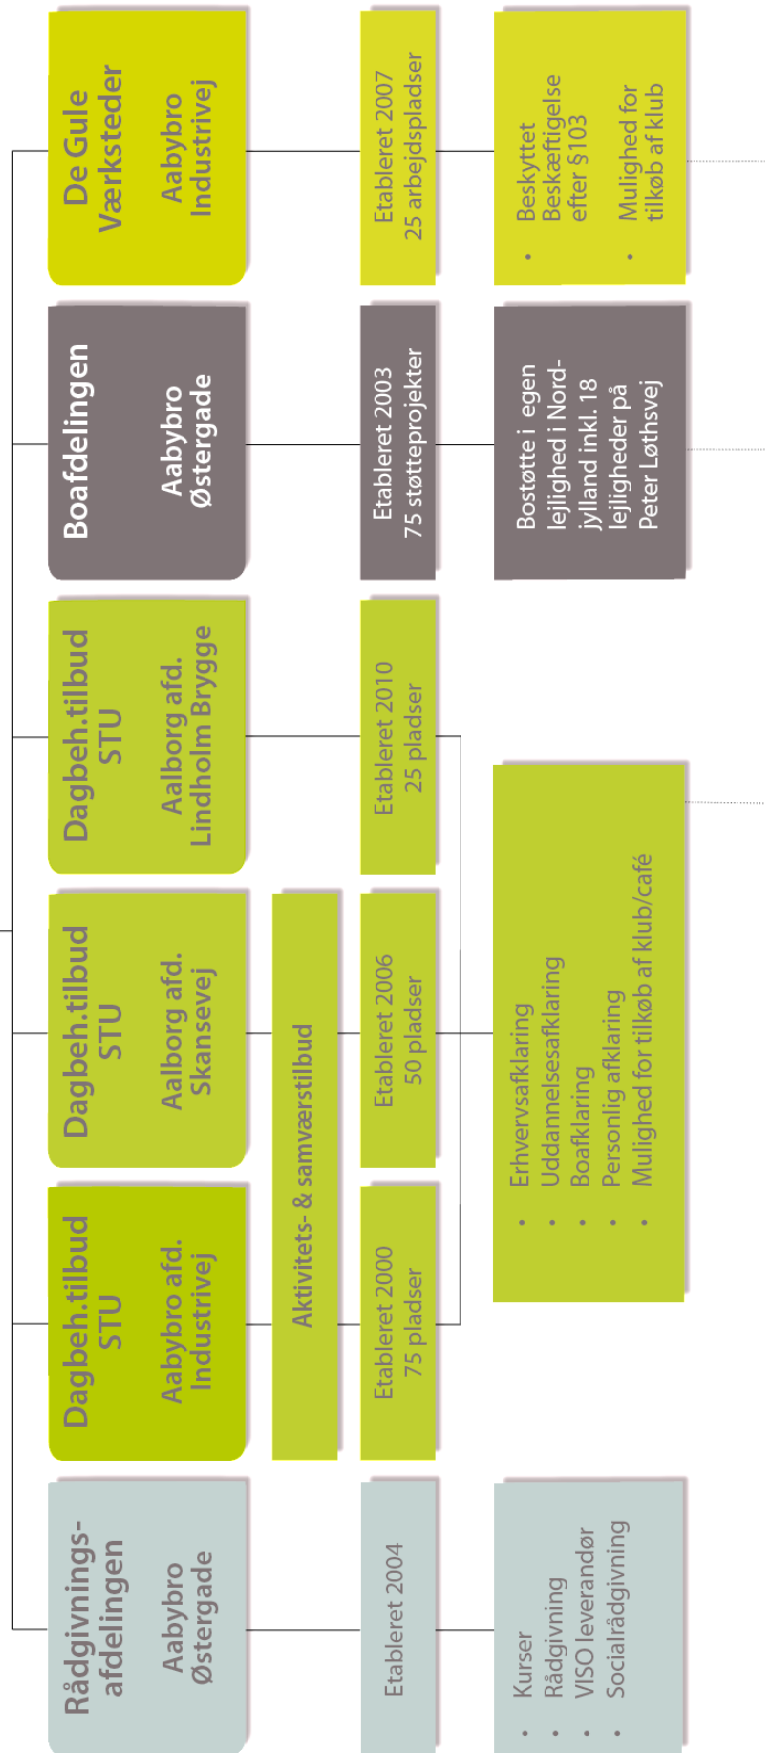 Rådgivnings-
afdelingen
Aabybro
Østergade
Etableret 2004
• Kurser
• Rådgivning
• VISO leverandør
• Socialrådgivning
Dagbeh.tilbud
STU
Aabybro afd.
Industrivej
Dagbeh.tilbud
STU
Aalborg afd.
Skansevej
Dagbeh.tilbud
STU
Aalborg afd.
Lindholm Brygge
Aktivitets- & samværstilbud
Etableret 2000
75 pladser
Etableret 2006
50 pladser
Etableret 2010
25 pladser
• Erhvervsafklaring
• Uddannelsesafklaring
• Boafklaring
• Personlig afklaring
• Mulighed for tilkøb af klub/café
Boafdelingen
Aabybro
Østergade
Etableret 2003
75 støtteprojekter
Bostøtte i egen
lejlighed i Nord-
jylland inkl. 18
lejligheder på
Peter Løthsvej
De Gule
Værksteder
Aabybro
Industrivej
Etableret 2007
25 arbejdspladser
• Beskyttet
Beskæftigelse
efter §103
• Mulighed for
tilkøb af klub